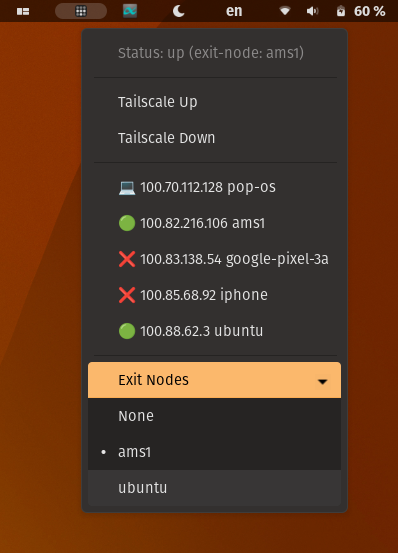 en 60 %
Status: up (exit-node: ams1)
Tailscale Up
Tailscale Down
100.70.112.128 pop-os
100.82.216.106 ams1
100.83.138.54 google-pixel-3a
100.85.68.92 iphone
100.88.62.3 ubuntu
Exit Nodes
None
• ams1
ubuntu